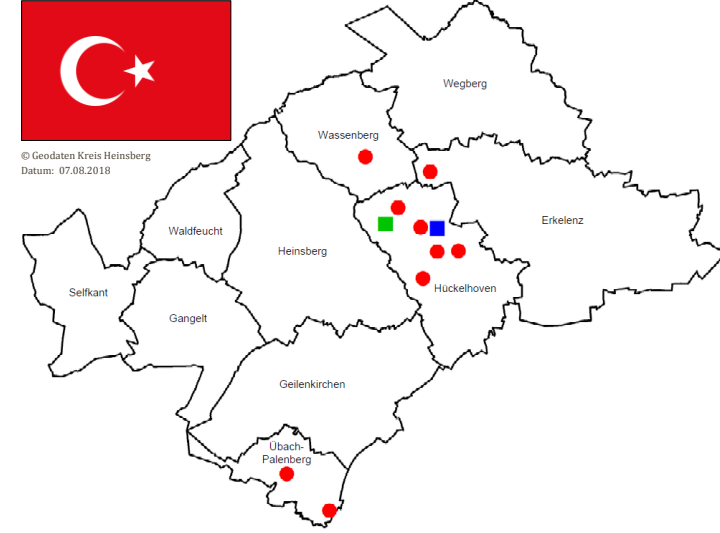 Wegberg
Wassenberg
© Geodaten Kreis Heinsberg
Datum: 07.08.2018
Erkelenz
Waldfeucht
Heinsberg
Selfkant
Hückelhoven
Gangelt
Geilenkirchen
Übach-
Palenberg